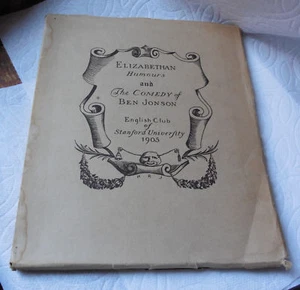 ELIZABETHAN
Humours
and
The COMEDY of
BEN JONSON
English Club
of
Stanford University
1905